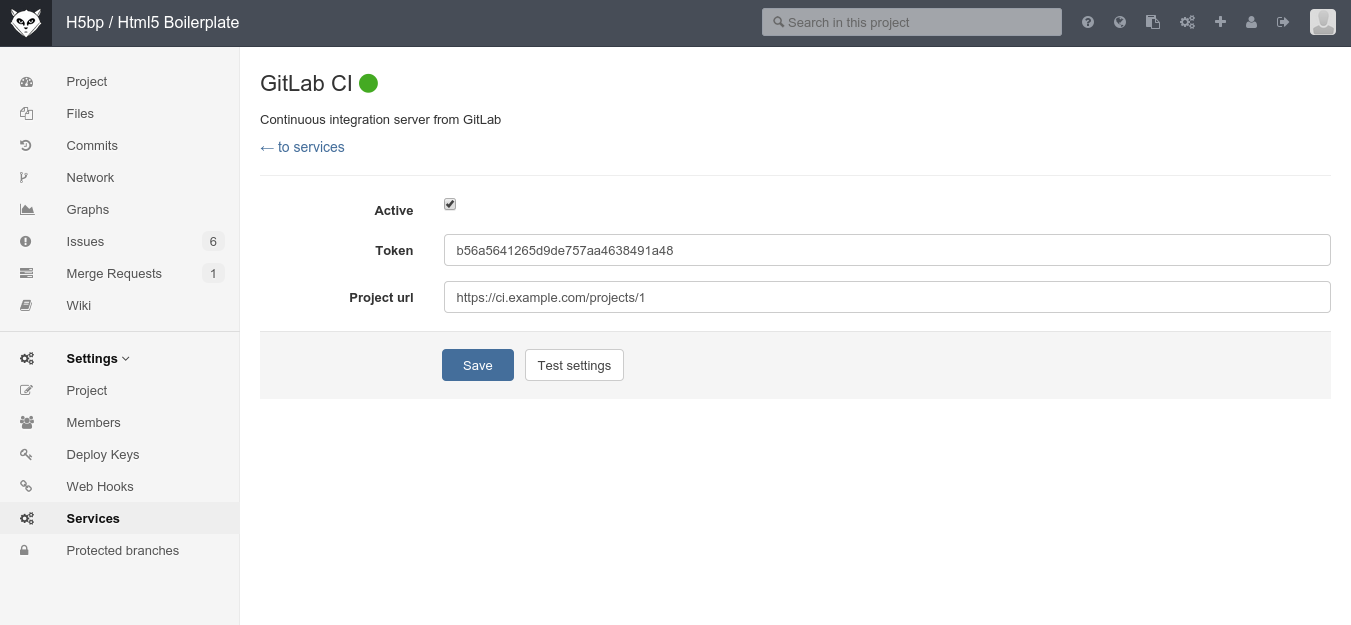 H5bp / Html5 Boilerplate
Search in this project
Project
Files
Commits
Network
Graphs
Issues 6
Merge Requests 1
Wiki
Settings
Project
Members
Deploy Keys
Web Hooks
Services
Protected branches
GitLab CI
Continuous integration server from GitLab
← to services
Active
Token b56a5641265d9de757aa4638491a48
Project url https://ci.example.com/projects/1
Save Test settings